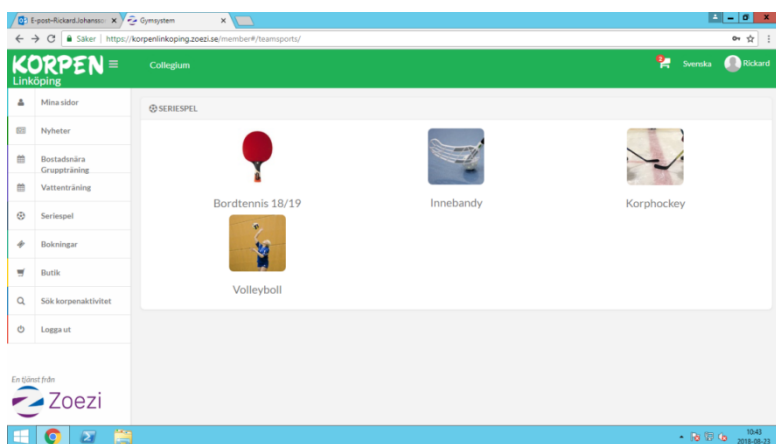 E-post-Rickard.Johansso
Gymsystem
Säker
https://korpenlinkoping.zoezi.se/member#/teamsports/
KORPEN
Linköping
Collegium
Svenska
Rickard
Mina sidor
Nyheter
Bostadsnära
Gruppträning
Vattenträning
Seriespel
Bokningar
Butik
Sök korpenaktivitet
Logga ut
SERIESPEL
Bordtennis 18/19
Innebandy
Korphockey
Volleyboll
En tjänst från
Zoezi
10:43
2018-08-23